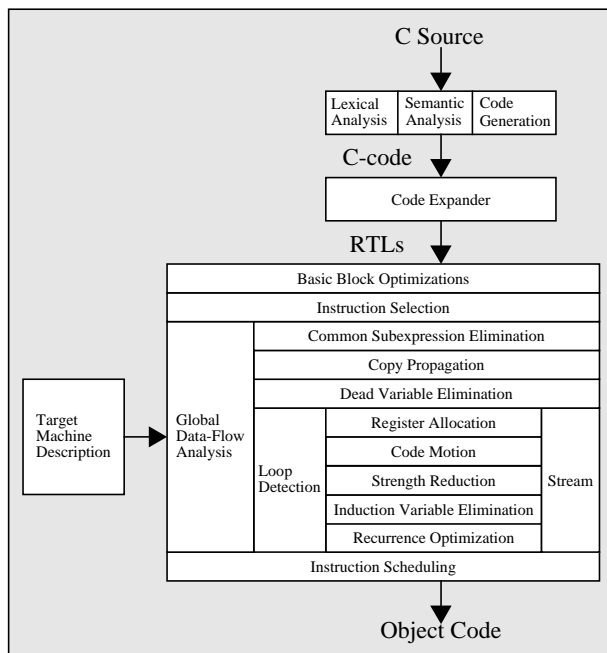 C Source
Lexical
Analysis
Semantic
Analysis
Code
Generation
C-code
Code Expander
RTLs
Basic Block Optimizations
Instruction Selection
Common Subexpression Elimination
Copy Propagation
Dead Variable Elimination
Target
Machine
Description
Global
Data-Flow
Analysis
Loop
Detection
Register Allocation
Code Motion
Strength Reduction
Induction Variable Elimination
Recurrence Optimization
Stream
Instruction Scheduling
Object Code